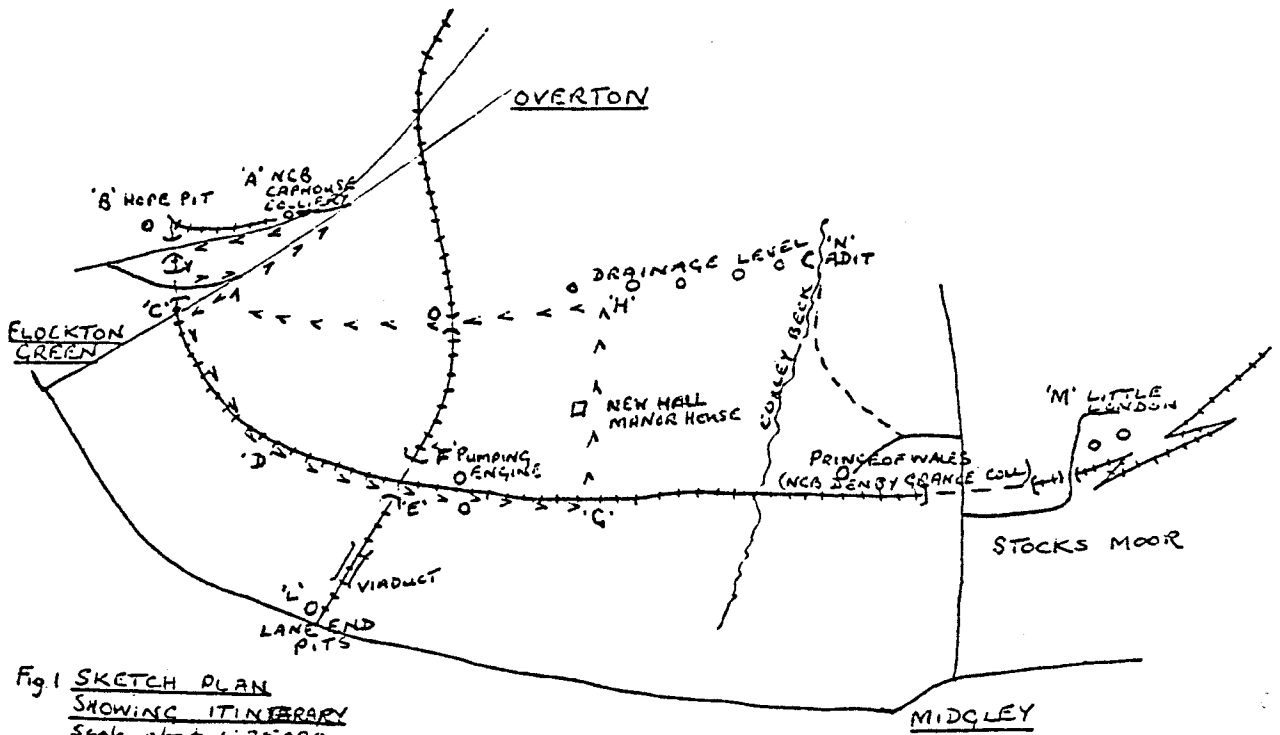 OVERTON
'A' NCB
CAPHOUSE
COLLIERY
'B' HOPE PIT
'C'
FLOCKTON
GREEN
DRAINAGE LEVEL
'N'
ADIT
'H'
COXLEY BECK
NEW HALL
MANOR HOUSE
'M' LITTLE
LONDON
'D'
'F' PUMPING
ENGINE
PRINCE OF WALES
(NCB DENBY GRANGE COLL)
'E'
'G'
STOCKS MOOR
VIADUCT
'L'
LANE END
PITS
Fig.1 SKETCH PLAN
SHOWING ITINERARY
MIDGLEY